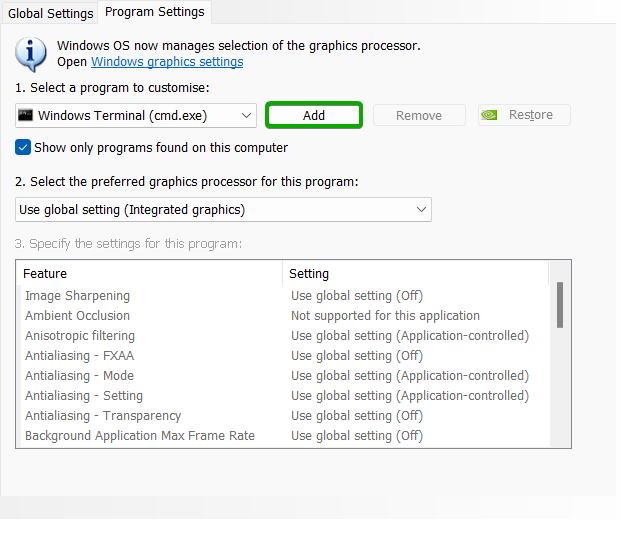 Global Settings Program Settings
Windows OS now manages selection of the graphics processor.
Open Windows graphics settings
1. Select a program to customise:
Windows Terminal (cmd.exe) Add Remove Restore
Show only programs found on this computer
2. Select the preferred graphics processor for this program:
Use global setting (Integrated graphics)
3. Specify the settings for this program:
Feature Setting
Image Sharpening Use global setting (Off)
Ambient Occlusion Not supported for this application
Anisotropic filtering Use global setting (Application-controlled)
Antialiasing - FXAA Use global setting (Off)
Antialiasing - Mode Use global setting (Application-controlled)
Antialiasing - Setting Use global setting (Application-controlled)
Antialiasing - Transparency Use global setting (Off)
Background Application Max Frame Rate Use global setting (Off)